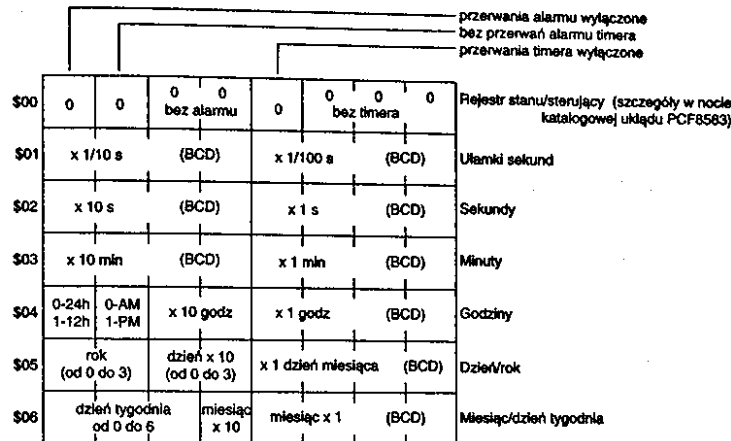 przerwania alarmu wyłączone
bez przerwań alarmu timera
przerwania timera wyłączone
$00 0 0 0 0 bez alarmu 0 0 0 0 bez timera Rejestr stanu/sterujący (szczegóły w nocie
katalogowej układu PCF8563)
$01 x 1/10 s (BCD) x 1/100 s (BCD) Ułamki sekund
$02 x 10 s (BCD) x 1 s (BCD) Sekundy
$03 x 10 min (BCD) x 1 min (BCD) Minuty
$04 0-24h 0-AM x 10 godz x 1 godz (BCD) Godziny
1-12h 1-PM
$05 rok dzień x 10 x 1 dzień miesiąca (BCD) Dzień/rok
(od 0 do 3) (od 0 do 3)
$06 dzień tygodnia miesiąc miesiąc x 1 (BCD) Miesiąc/dzień tygodnia
od 0 do 6 x 10